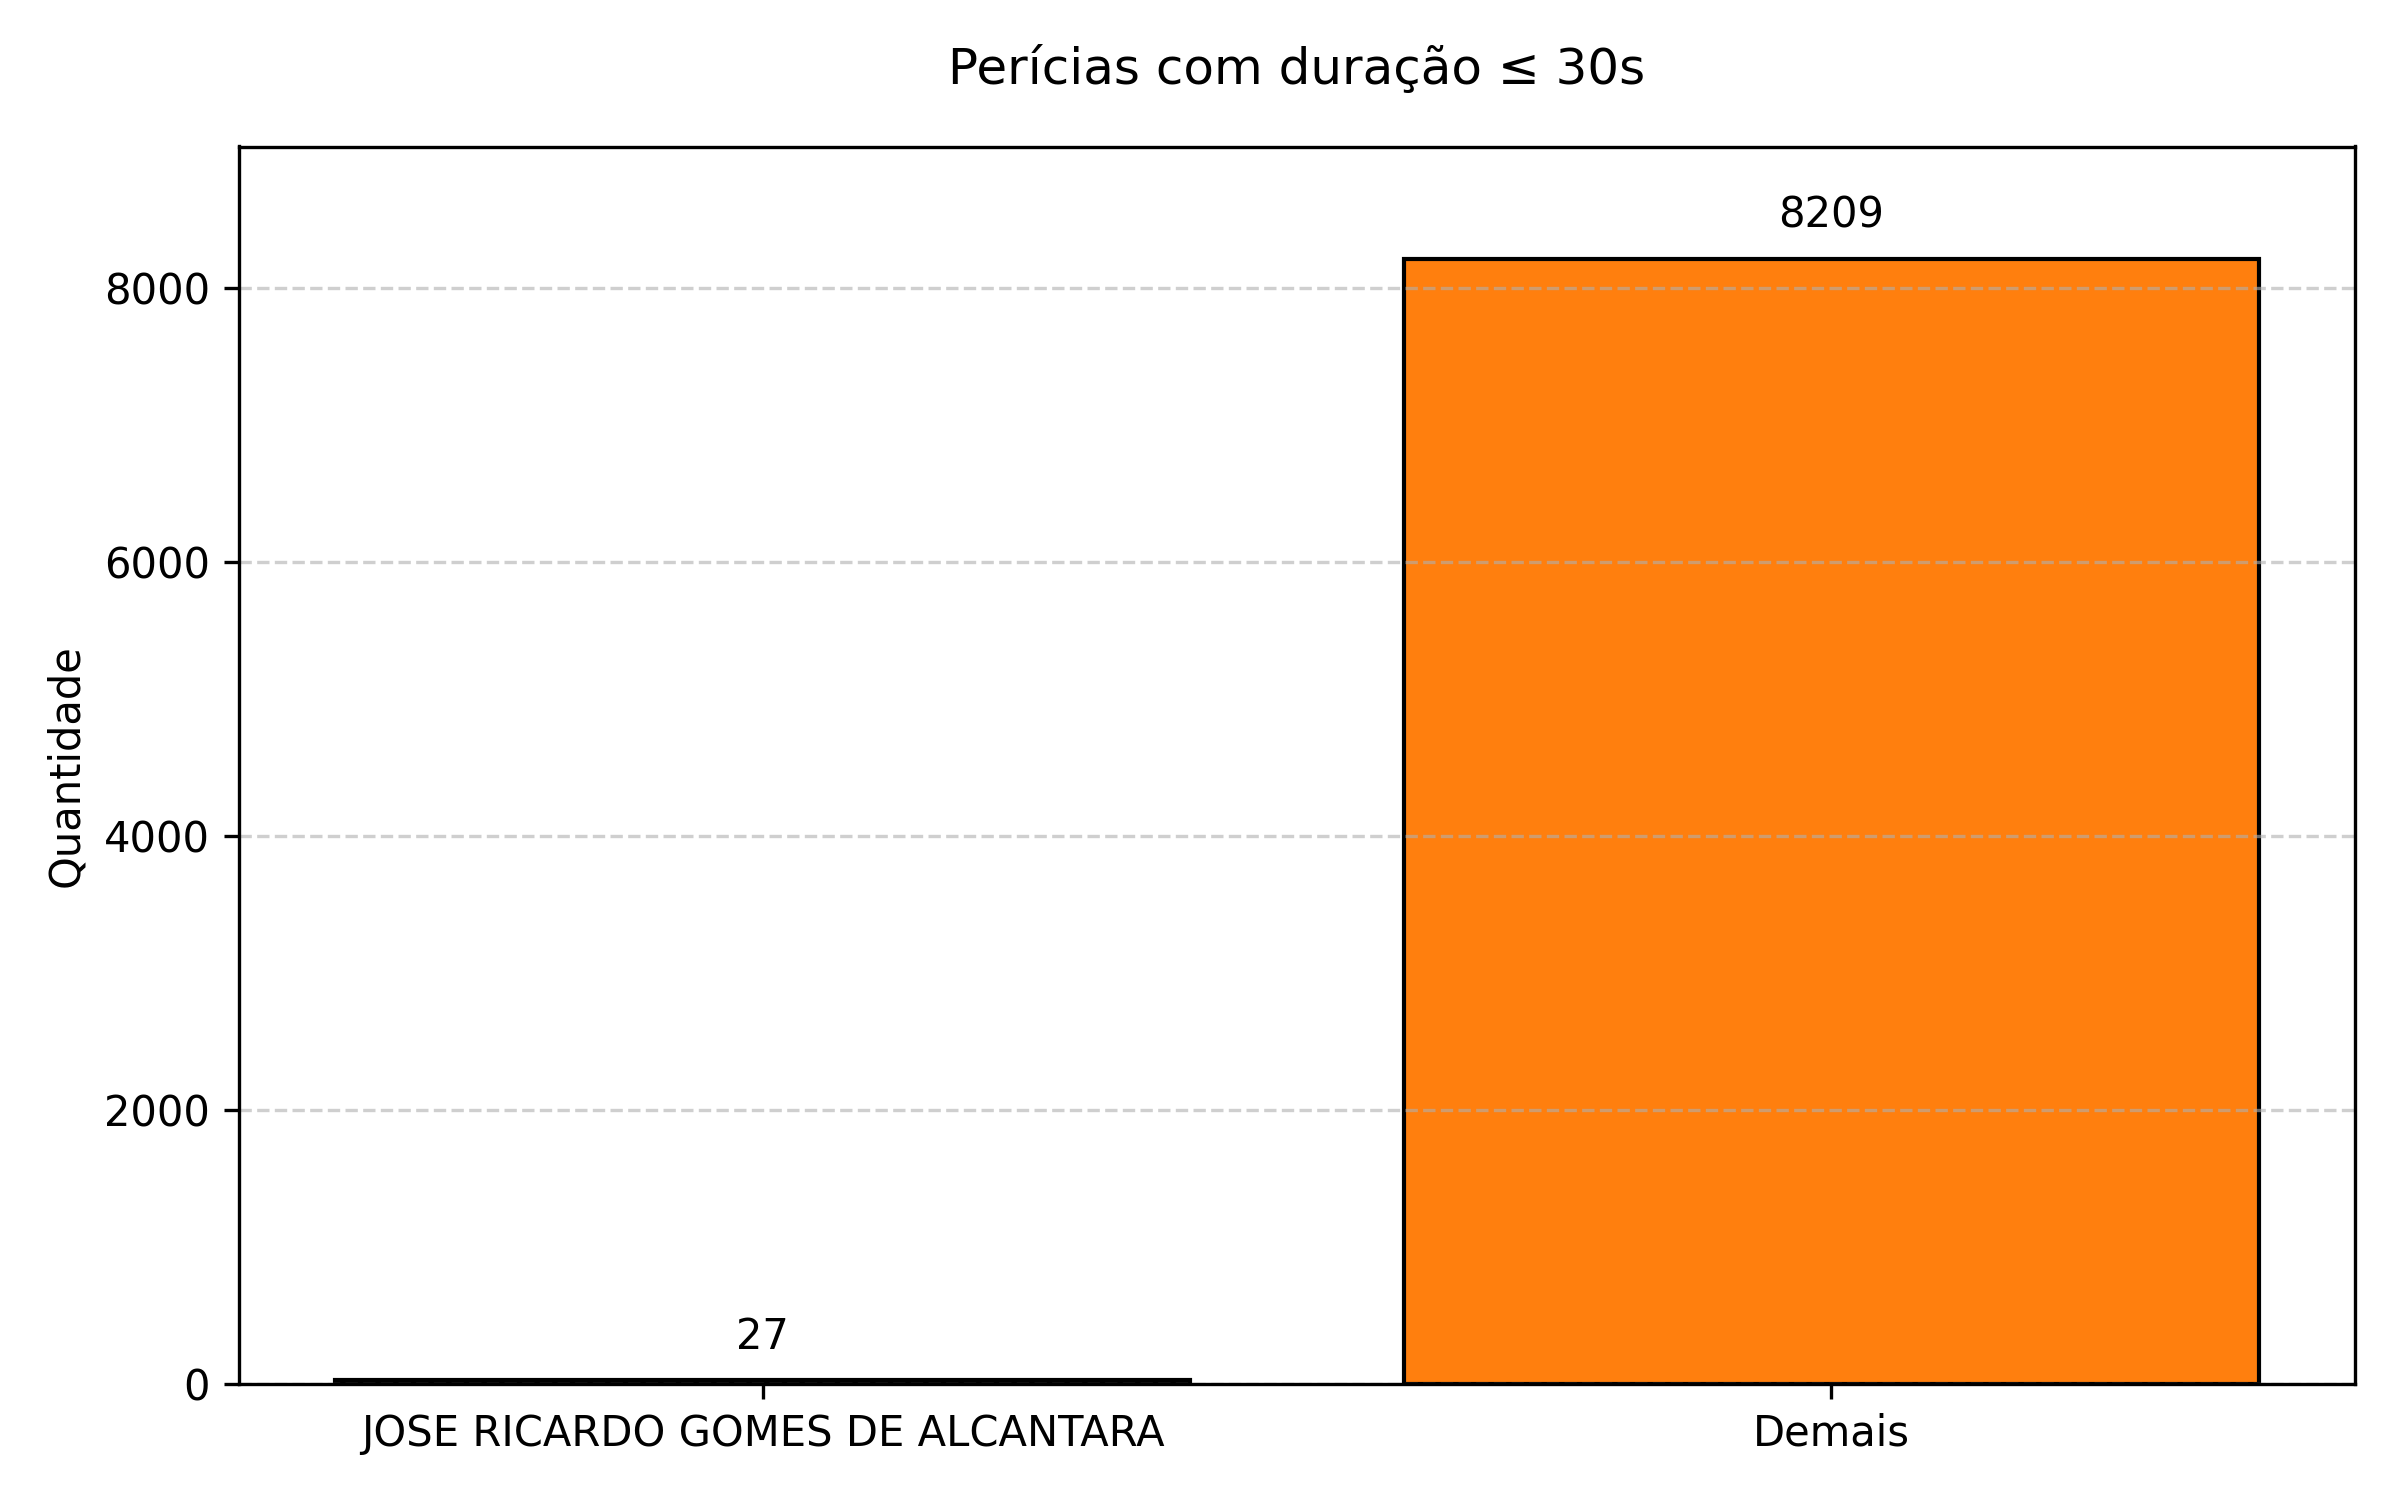 Perícias com duração ≤ 30s
Quantidade
8000
6000
4000
2000
0
8209
27
JOSE RICARDO GOMES DE ALCANTARA
Demais